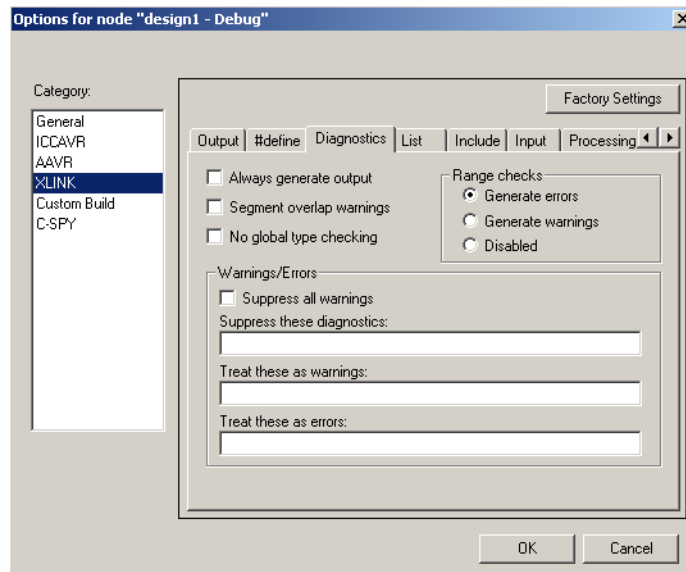 Options for node "design1 - Debug"
Category:
General
ICCAVR
AAVR
XLINK
Custom Build
C-SPY
Factory Settings
Output #define Diagnostics List Include Input Processing
Always generate output
Segment overlap warnings
No global type checking
Range checks
Generate errors
Generate warnings
Disabled
Warnings/Errors
Suppress all warnings
Suppress these diagnostics:
Treat these as warnings:
Treat these as errors:
OK Cancel